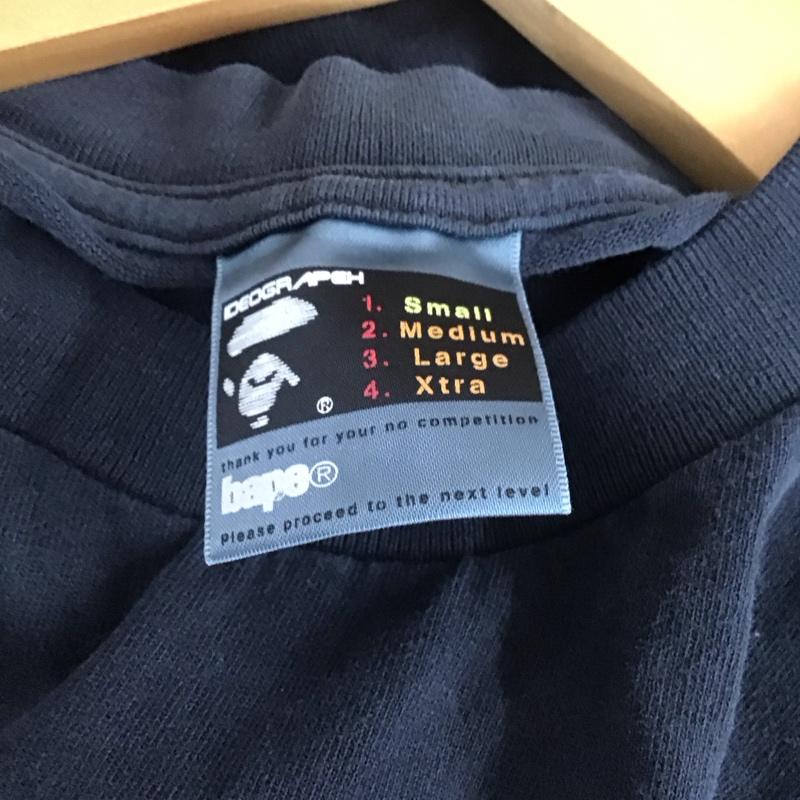 IDEOGRAPEH
1. Small
2. Medium
3. Large
4. Xtra
®
thank you for your no competition
bape®
Please proceed to the next level